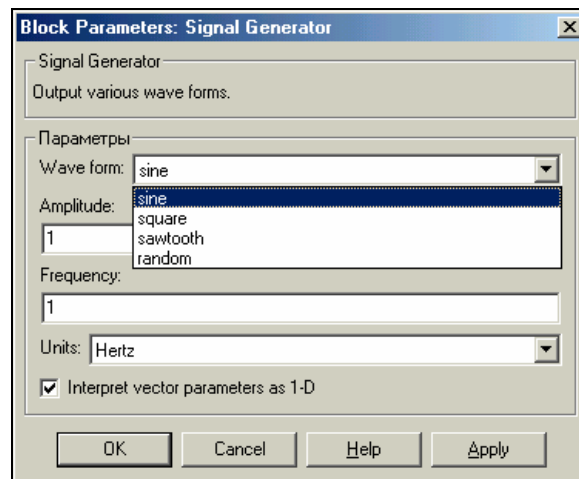 Block Parameters: Signal Generator
Signal Generator
Output various wave forms.
Параметры
Wave form: sine
sine
square
sawtooth
random
Amplitude:
1
Frequency:
1
Units: Hertz
Interpret vector parameters as 1-D
OK Cancel Help Apply